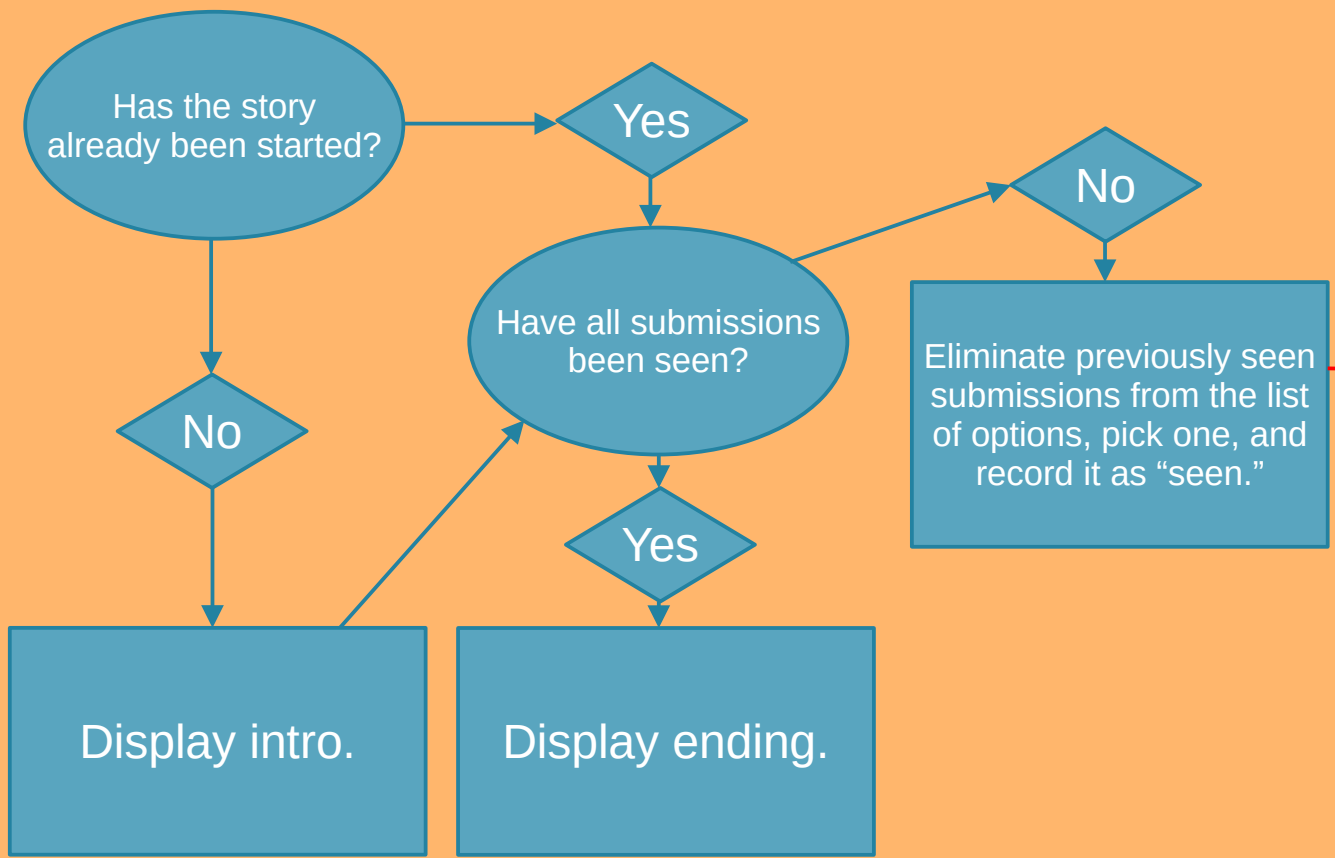 Has the story
already been started?
Yes
No
Have all submissions
been seen?
Eliminate previously seen
submissions from the list
of options, pick one, and
record it as “seen.”
No
Yes
Display intro.
Display ending.